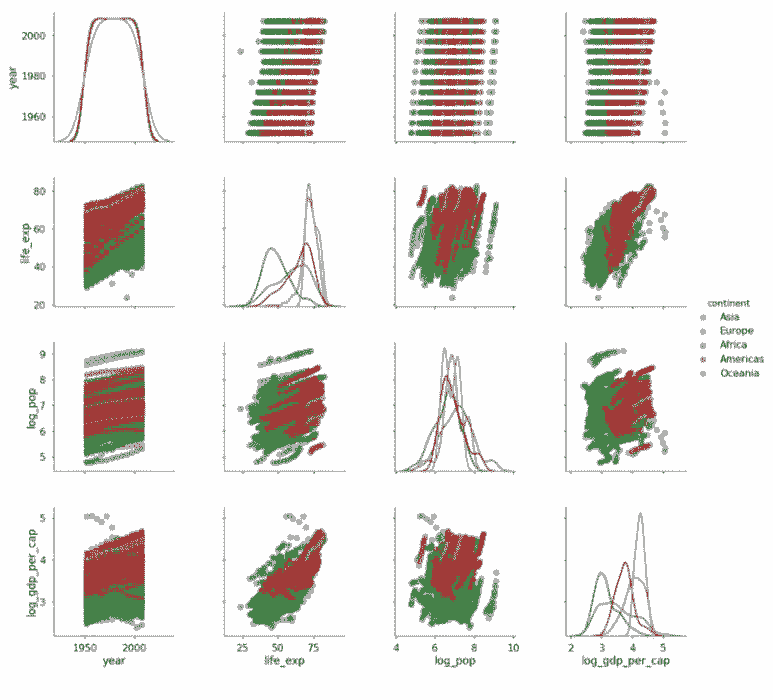 year
2000
1980
1960
life_exp
80
60
40
20
log_pop
9
8
7
6
5
continent
Asia
Europe
Africa
Americas
Oceania
log_gdp_per_cap
5
4
3
1950 2000
year
25 50 75
life_exp
4 6 8 10
log_pop
2 3 4 5
log_gdp_per_cap